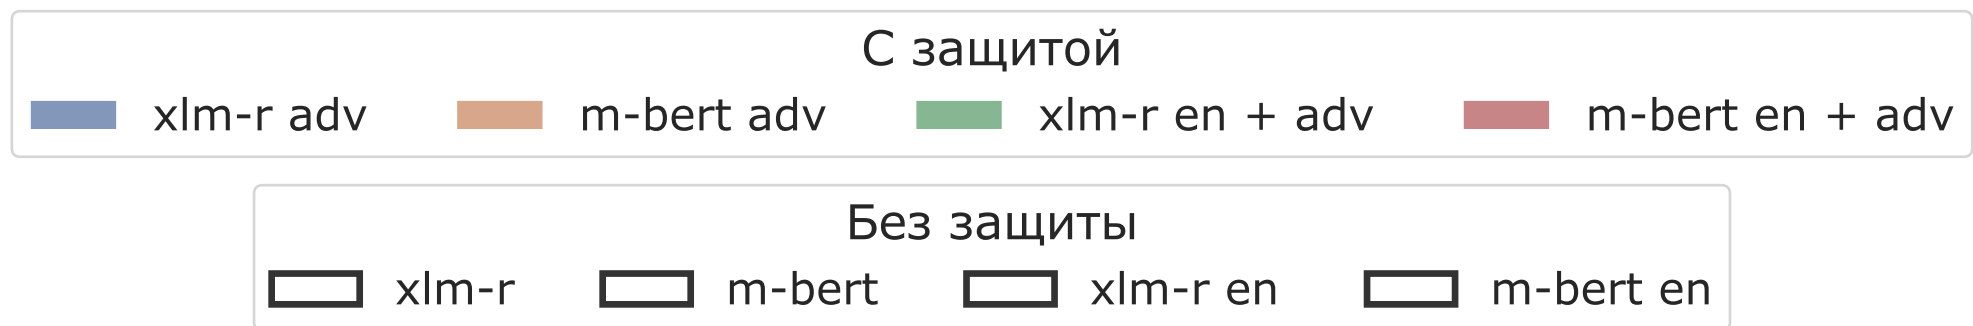 С защитой
xlm-r adv m-bert adv xlm-r en + adv m-bert en + adv
Без защиты
xlm-r m-bert xlm-r en m-bert en